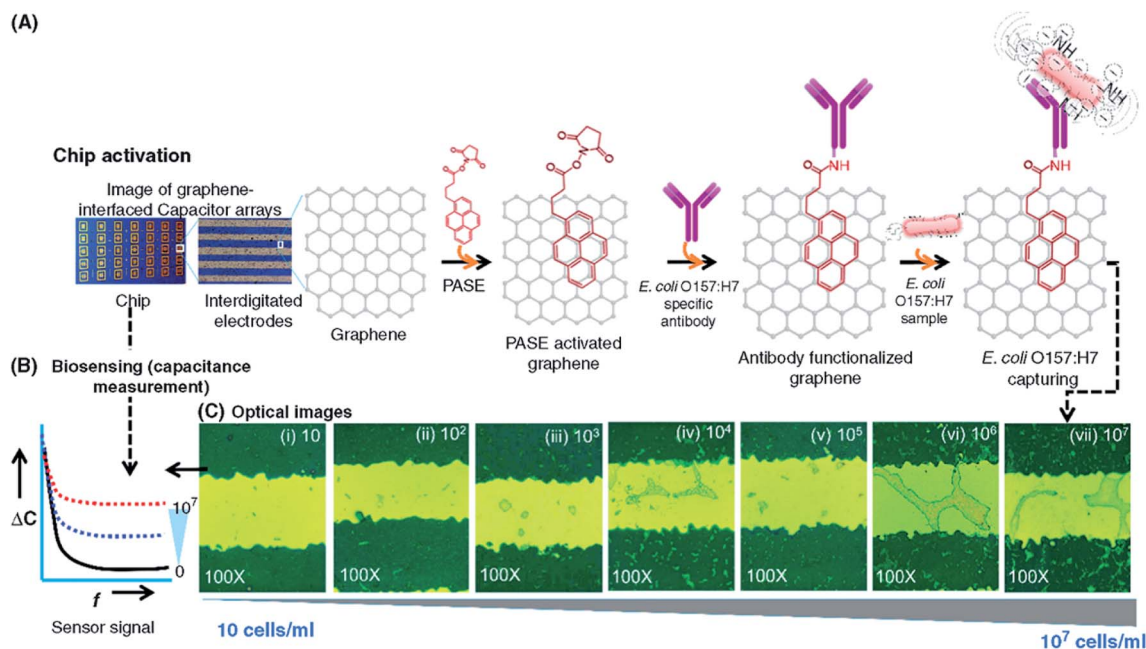 (A)
Chip activation
Image of graphene-
interfaced Capacitor arrays
Chip
Interdigitated
electrodes
Graphene
PASE
PASE activated
graphene
E. coli O157:H7
specific
antibody
Antibody functionalized
graphene
E. coli
O157:H7
sample
E. coli O157:H7
capturing
O
O
N
O
O
O
O
N
O
O
O
NH
O
NH
NH
NH
NH
(B)
Biosensing (capacitance
measurement)
ΔC
10⁷
0
f
Sensor signal
(C) Optical images
(i) 10
(ii) 10²
(iii) 10³
(iv) 10⁴
(v) 10⁵
(vi) 10⁶
(vii) 10⁷
100X
100X
100X
100X
100X
100X
100X
10 cells/ml
10⁷ cells/ml